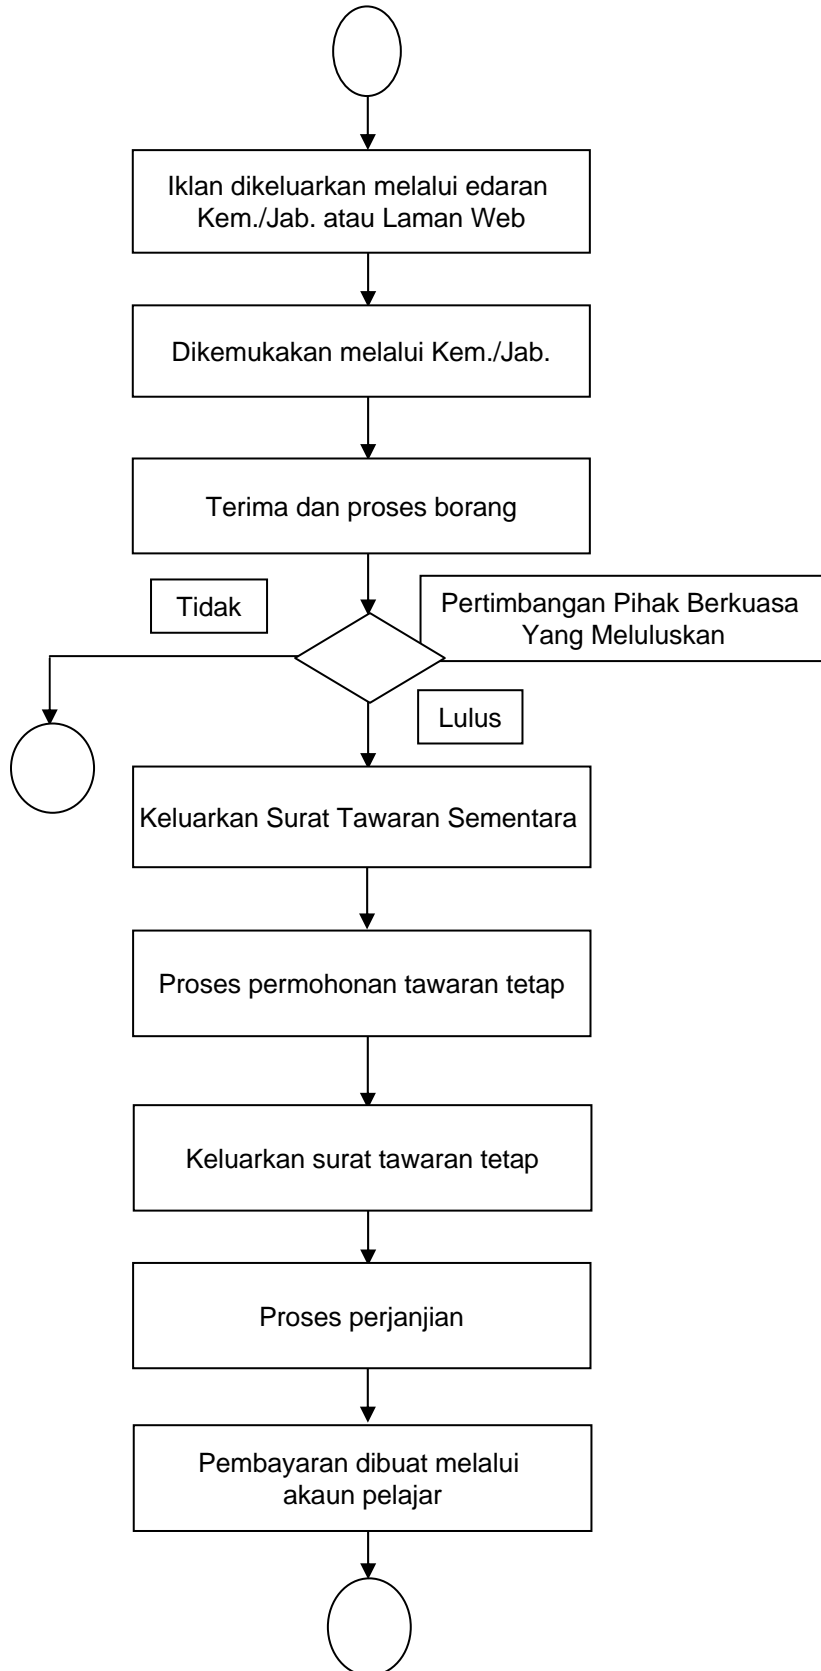 Iklan dikeluarkan melalui edaran
Kem./Jab. atau Laman Web
Dikemukakan melalui Kem./Jab.
Terima dan proses borang
Tidak
Pertimbangan Pihak Berkuasa
Yang Meluluskan
Lulus
Keluarkan Surat Tawaran Sementara
Proses permohonan tawaran tetap
Keluarkan surat tawaran tetap
Proses perjanjian
Pembayaran dibuat melalui
akaun pelajar